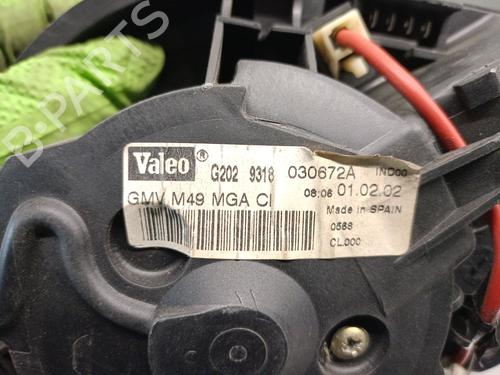 Valeo ® G202 9318 030672A IND00
GMV M49 MGA CI 08:06 01.02.02
Made in SPAIN
0568
CL000
B-PARTS